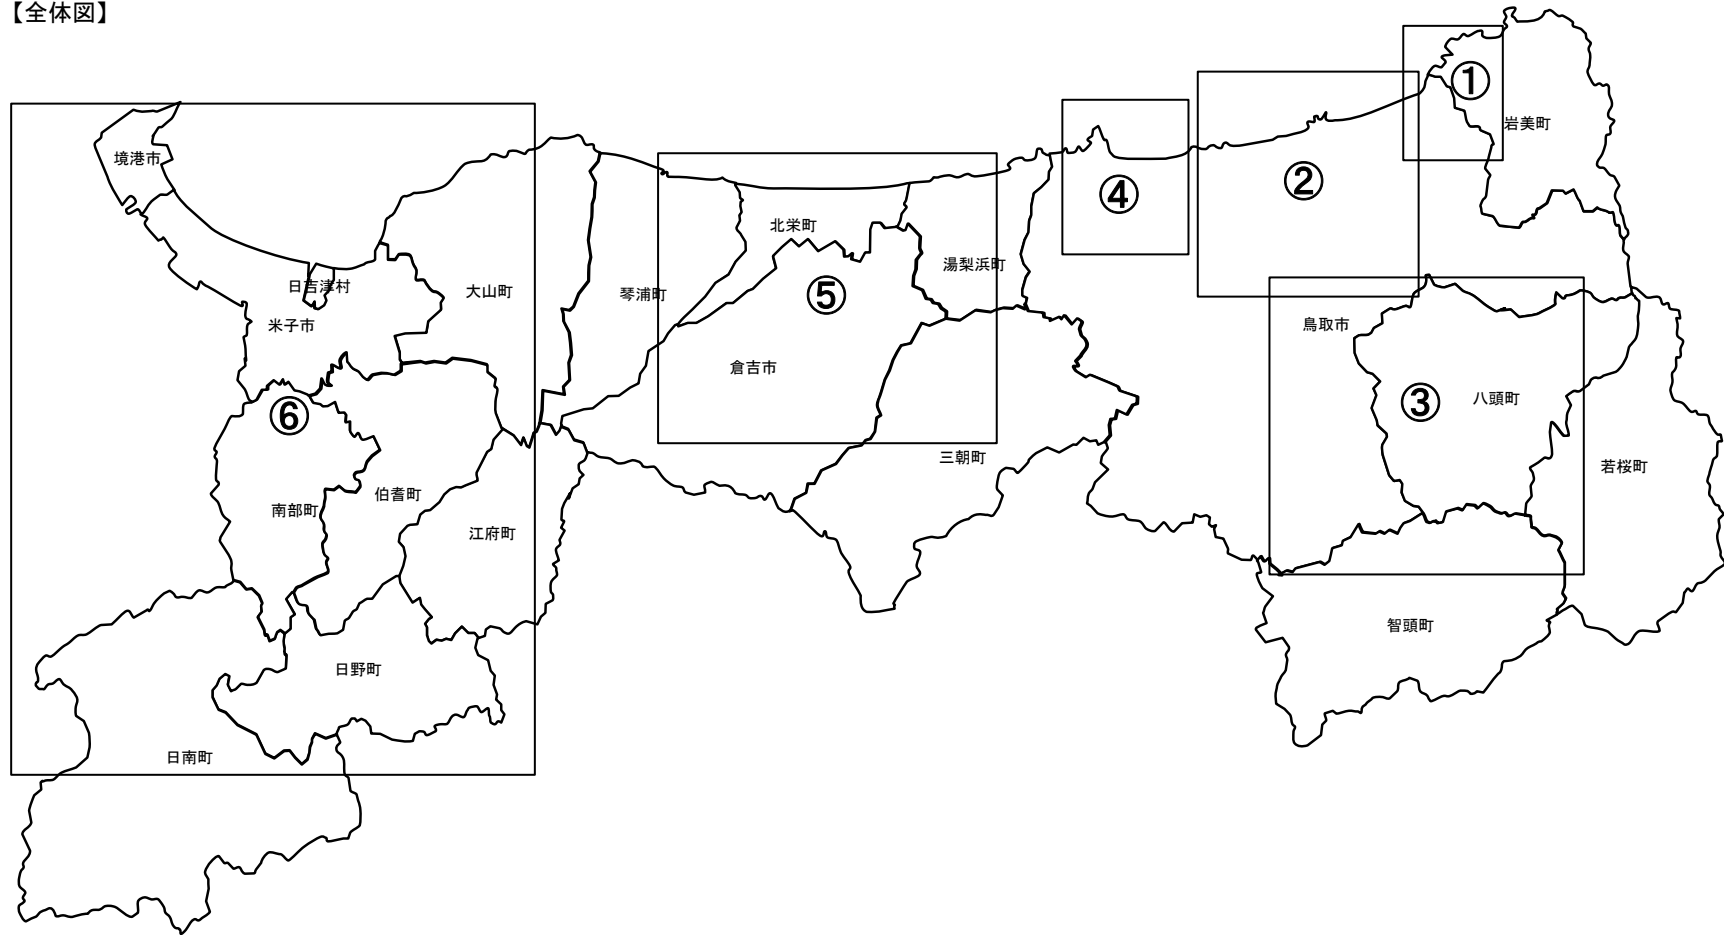 【全体図】
①
岩美町
境港市
②
④
北栄町
湯梨浜町
日吉津村
大山町
琴浦町
⑤
米子市
鳥取市
倉吉市
③
八頭町
⑥
三朝町
若桜町
伯耆町
南部町
江府町
智頭町
日野町
日南町